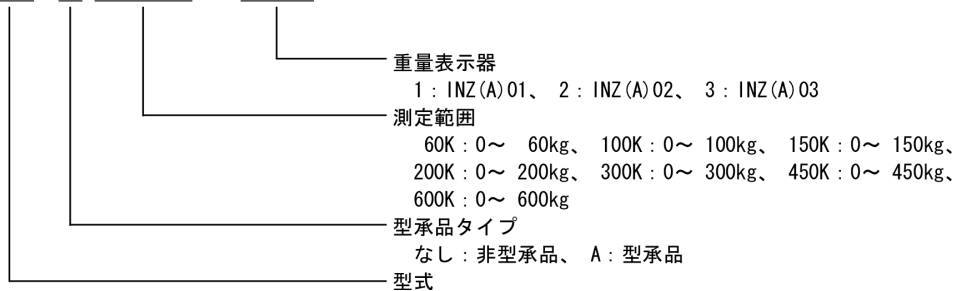 重量表示器
1：INZ(A)01、 2：INZ(A)02、 3：INZ(A)03
測定範囲
60K：0～ 60kg、 100K：0～ 100kg、 150K：0～ 150kg、
200K：0～ 200kg、 300K：0～ 300kg、 450K：0～ 450kg、
600K：0～ 600kg
型承品タイプ
なし：非型承品、 A：型承品
型式